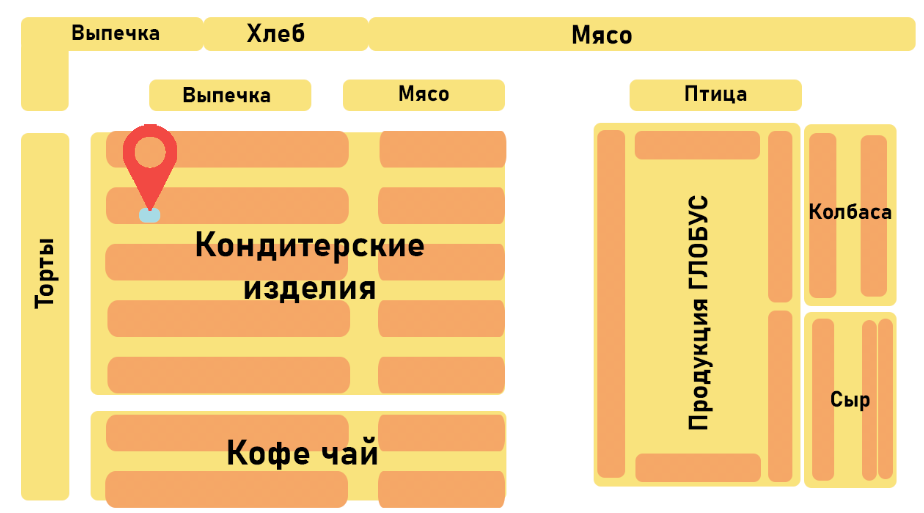 Выпечка
Хлеб
Мясо
Выпечка
Мясо
Птица
Торты
Кондитерские
изделия
Кофе чай
Продукция ГЛОБУС
Колбаса
Сыр